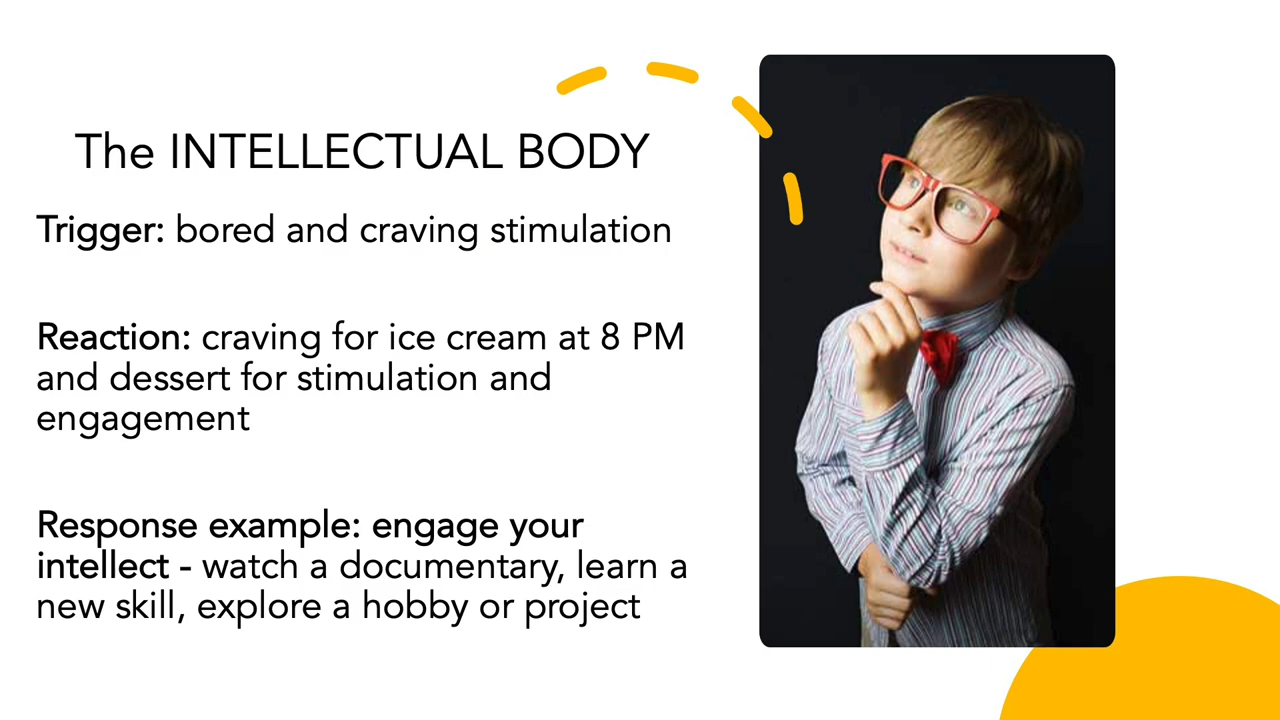 The INTELLECTUAL BODY
Trigger: bored and craving stimulation
Reaction: craving for ice cream at 8 PM
and dessert for stimulation and
engagement
Response example: engage your
intellect - watch a documentary, learn a
new skill, explore a hobby or project